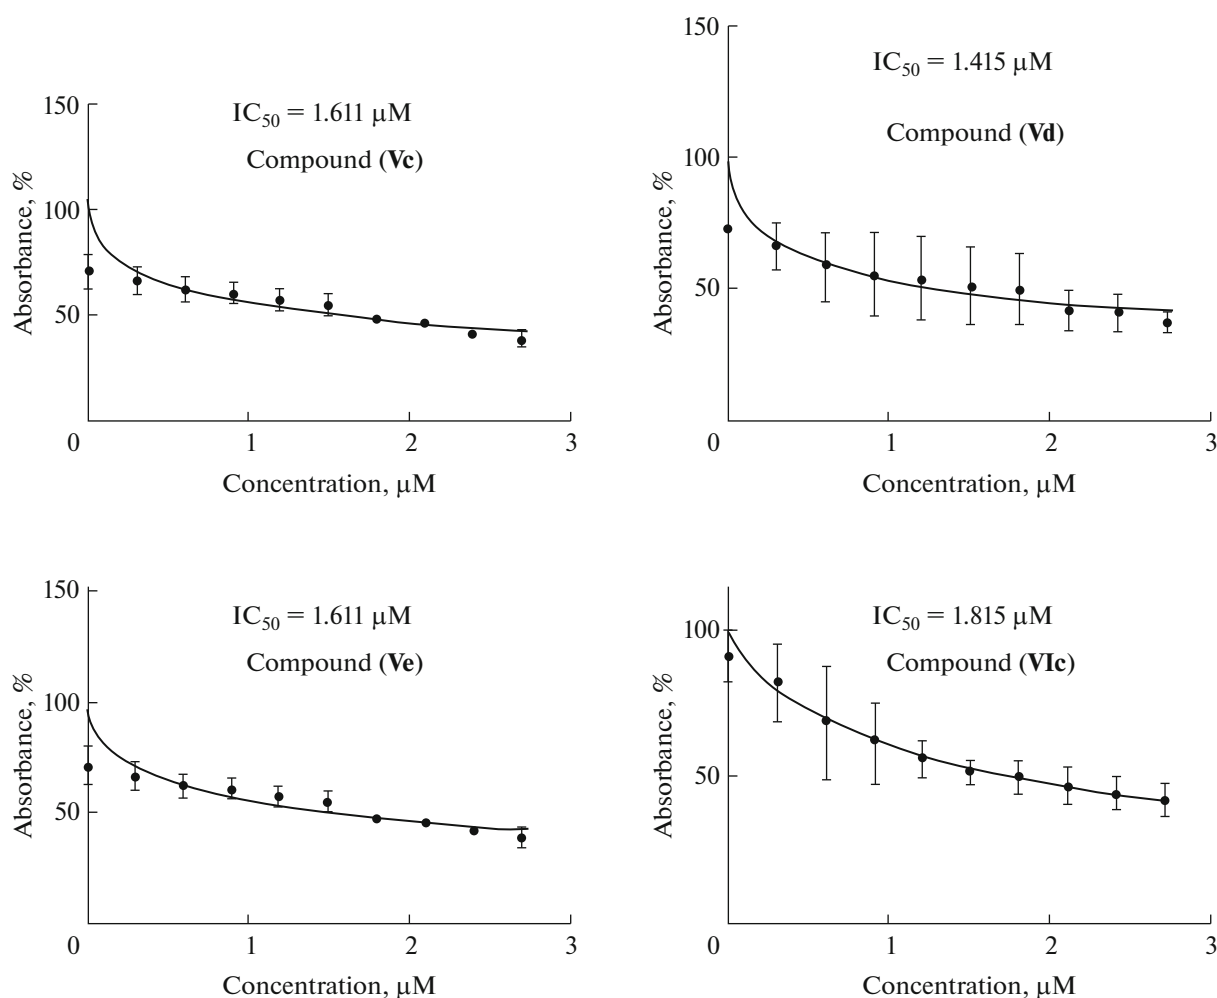 150
100
50
0
1
2
3
Absorbance, %
IC50 = 1.611 μM
Compound (Vc)
Concentration, μM
150
100
50
0
1
2
3
Absorbance, %
IC50 = 1.415 μM
Compound (Vd)
Concentration, μM
150
100
50
0
1
2
3
Absorbance, %
IC50 = 1.611 μM
Compound (Ve)
Concentration, μM
100
50
0
1
2
3
Absorbance, %
IC50 = 1.815 μM
Compound (VIc)
Concentration, μM